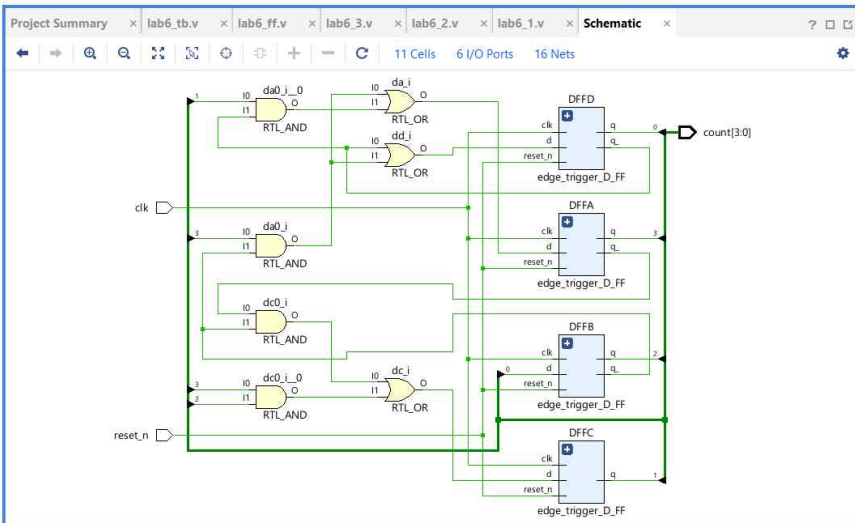 Project Summary × lab6_tb.v × lab6_ff.v × lab6_3.v × lab6_2.v × lab6_1.v × Schematic × ?
11 Cells 6 I/O Ports 16 Nets
da0_i__0
1 I0 O
I1
RTL_AND
da_i
I0 O
I1
RTL_OR
dd_i
I0 O
I1
RTL_OR
DFFD
clk q 0
d q_
reset_n
edge_trigger_D_FF
count[3:0]
clk
da0_i
3 I0 O
I1
RTL_AND
DFFA
clk q 3
d q_
reset_n
edge_trigger_D_FF
dc0_i
I0 O
I1
RTL_AND
DFFB
clk q 2
0 d q_
reset_n
edge_trigger_D_FF
dc0_i__0
3 I0 O
2 I1
RTL_AND
dc_i
I0 O
I1
RTL_OR
reset_n
DFFC
clk
d q 1
reset_n
edge_trigger_D_FF